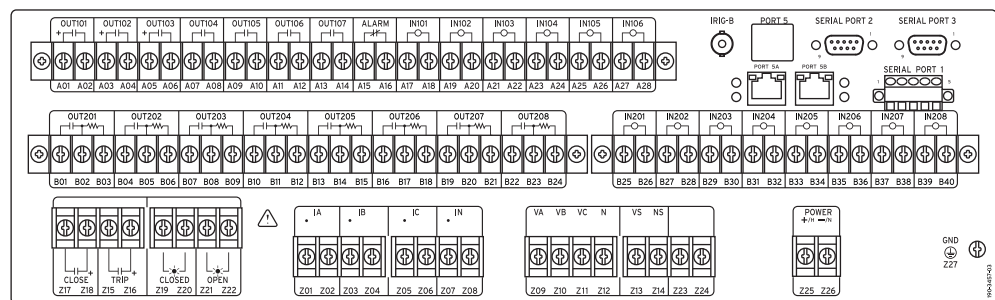 OUT101 OUT102 OUT103 OUT104 OUT105 OUT106 OUT107 ALARM IN101 IN102 IN103 IN104 IN105 IN106
+ + +
A01 A02 A03 A04 A05 A06 A07 A08 A09 A10 A11 A12 A13 A14 A15 A16 A17 A18 A19 A20 A21 A22 A23 A24 A25 A26 A27 A28
IRIG-B PORT 5 SERIAL PORT 2 SERIAL PORT 3
1 1
9 9
PORT 5A PORT 5B
SERIAL PORT 1
1 9
OUT201 OUT202 OUT203 OUT204 OUT205 OUT206 OUT207 OUT208 IN201 IN202 IN203 IN204 IN205 IN206 IN207 IN208
B01 B02 B03 B04 B05 B06 B07 B08 B09 B10 B11 B12 B13 B14 B15 B16 B17 B18 B19 B20 B21 B22 B23 B24 B25 B26 B27 B28 B29 B30 B31 B32 B33 B34 B35 B36 B37 B38 B39 B40
+ +
CLOSE TRIP CLOSED OPEN
Z17 Z18 Z15 Z16 Z19 Z20 Z21 Z22
!
IA IB IC IN
Z01 Z02 Z03 Z04 Z05 Z06 Z07 Z08
VA VB VC N VS NS
Z09 Z10 Z11 Z12 Z13 Z14 Z23 Z24
POWER
+/H −/N
Z25 Z26
GND
Z27